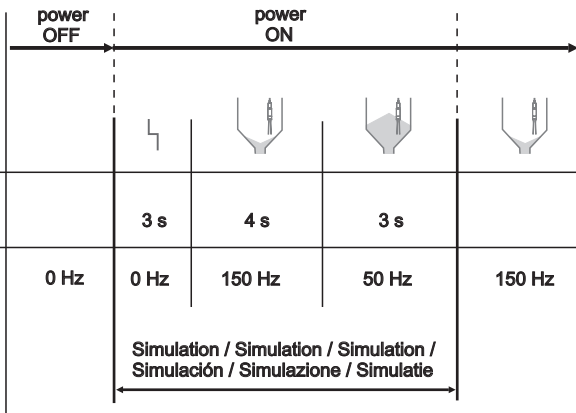 power
OFF
power
ON
3 s
4 s
3 s
0 Hz
0 Hz
150 Hz
50 Hz
150 Hz
Simulation / Simulation / Simulation /
Simulación / Simulazione / Simulatie